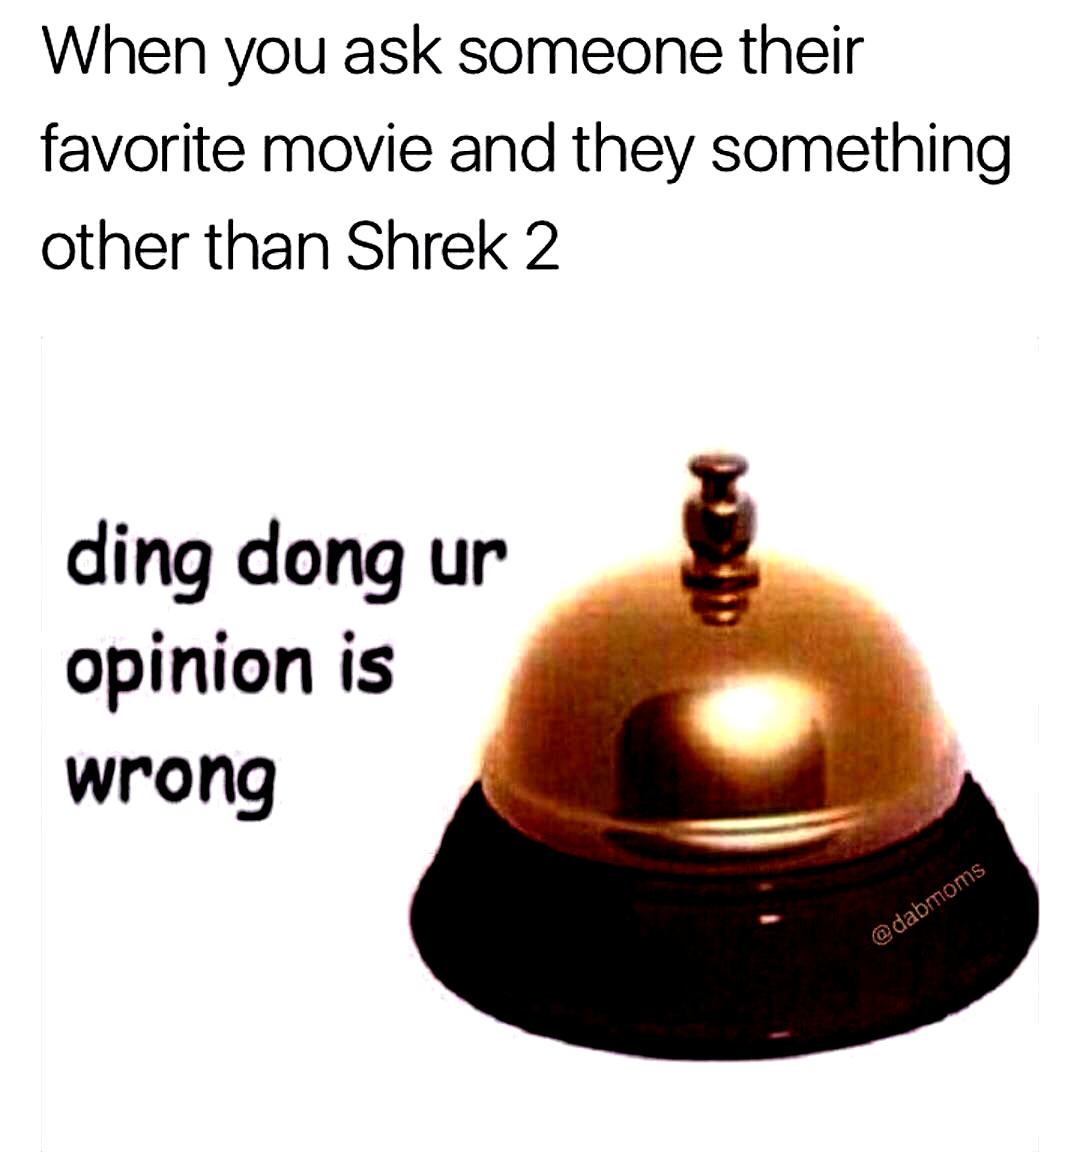 When you ask someone their
favorite movie and they something
other than Shrek 2
ding dong ur
opinion is
wrong
@dabmoms